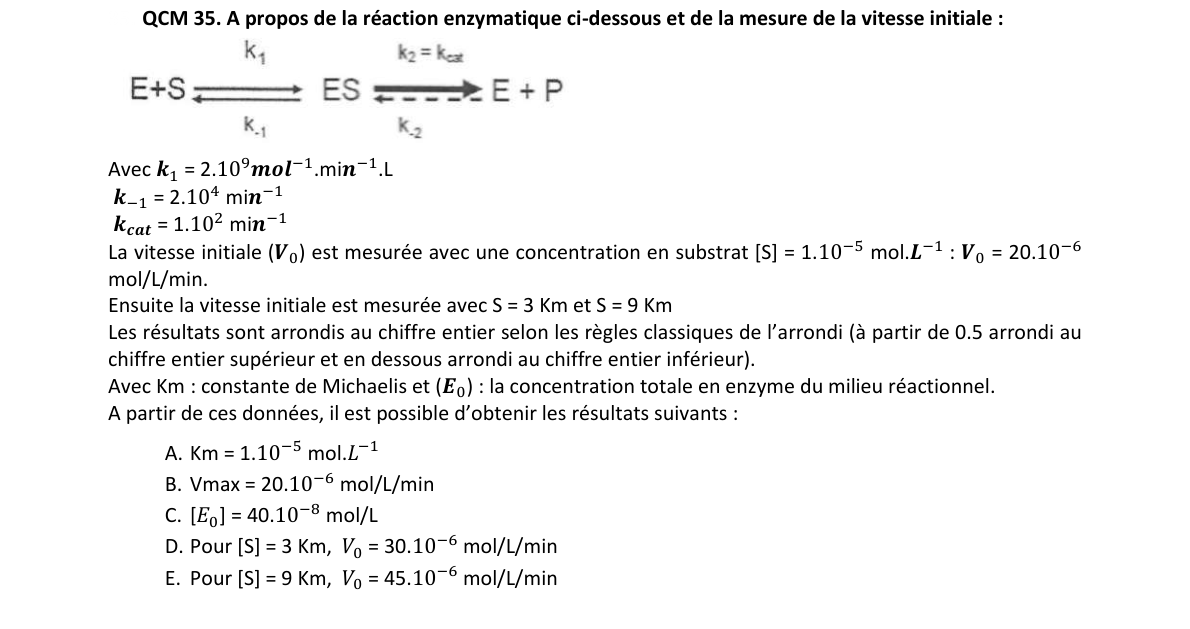 QCM 35. A propos de la réaction enzymatique ci-dessous et de la mesure de la vitesse initiale :
k₁ k₂ = kcat
E+S ES E + P
k₋₁ k₋₂
Avec k₁ = 2.10⁹mol⁻¹.min⁻¹.L
k₋₁ = 2.10⁴ min⁻¹
kcat = 1.10² min⁻¹
La vitesse initiale (V₀) est mesurée avec une concentration en substrat [S] = 1.10⁻⁵ mol.L⁻¹ : V₀ = 20.10⁻⁶
mol/L/min.
Ensuite la vitesse initiale est mesurée avec S = 3 Km et S = 9 Km
Les résultats sont arrondis au chiffre entier selon les règles classiques de l’arrondi (à partir de 0.5 arrondi au
chiffre entier supérieur et en dessous arrondi au chiffre entier inférieur).
Avec Km : constante de Michaelis et (E₀) : la concentration totale en enzyme du milieu réactionnel.
A partir de ces données, il est possible d’obtenir les résultats suivants :
A. Km = 1.10⁻⁵ mol.L⁻¹
B. Vmax = 20.10⁻⁶ mol/L/min
C. [E₀] = 40.10⁻⁸ mol/L
D. Pour [S] = 3 Km, V₀ = 30.10⁻⁶ mol/L/min
E. Pour [S] = 9 Km, V₀ = 45.10⁻⁶ mol/L/min